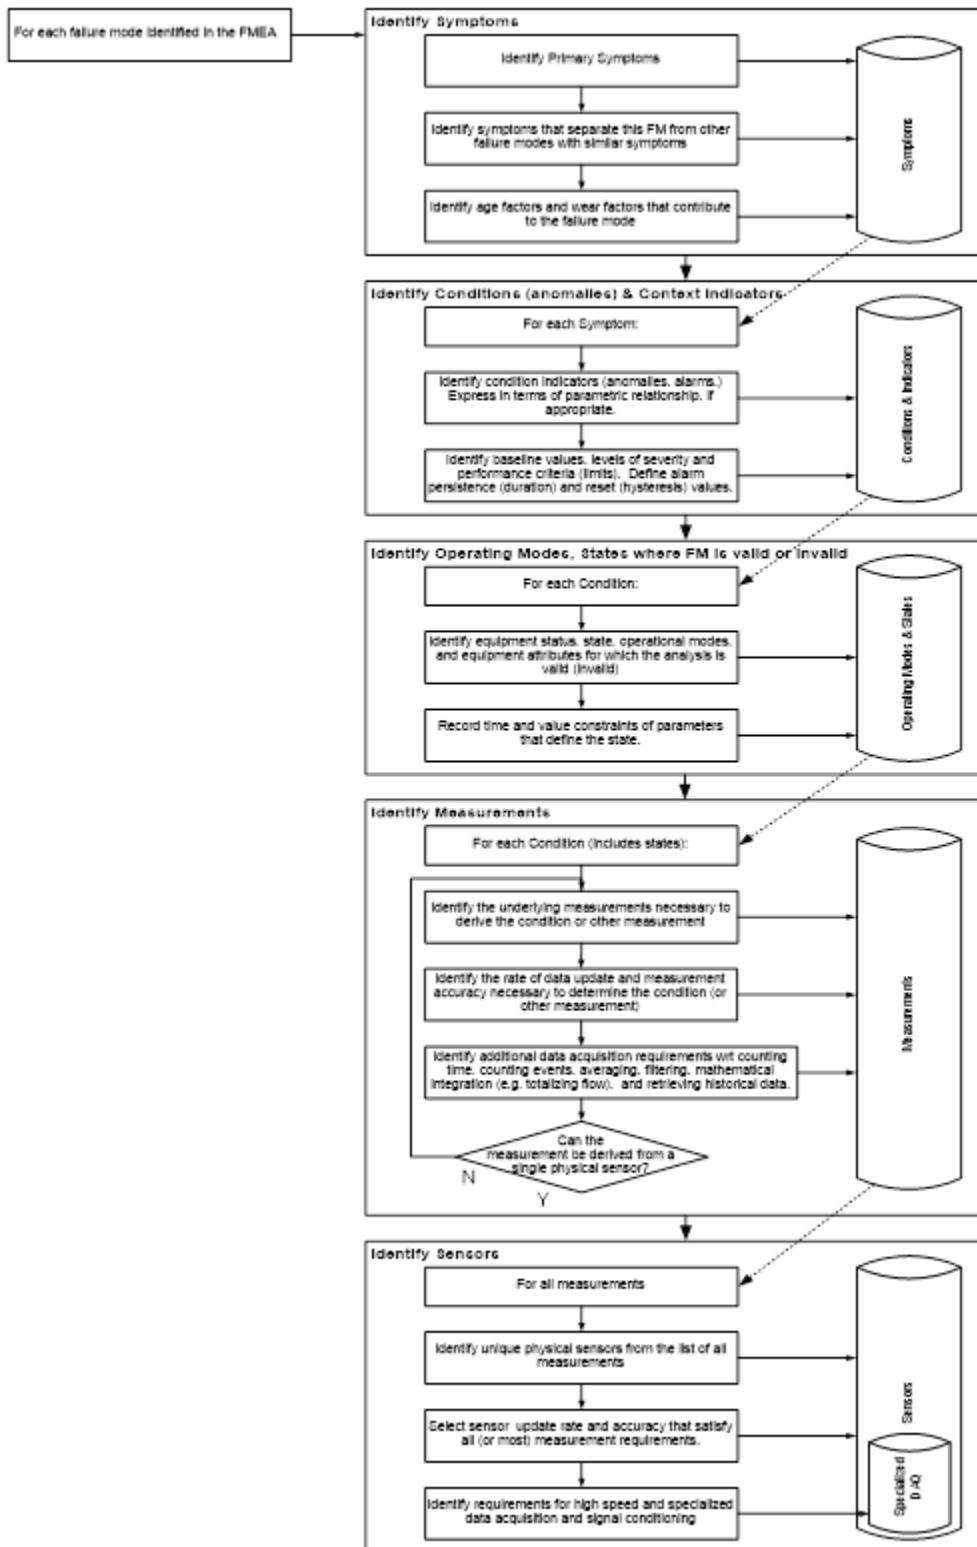 For each failure mode identified in the FMEA
Identify Symptoms
Identify Primary Symptoms
Identify symptoms that separate this FM from other
failure modes with similar symptoms
Identify age factors and wear factors that contribute
to the failure mode
Symptoms
Identify Conditions (anomalies) & Context Indicators
For each Symptom:
Identify condition indicators (anomalies, alarms.)
Express in terms of parametric relationship, if
appropriate.
Identify baseline values, levels of severity and
performance criteria (limits). Define alarm
persistence (duration) and reset (hysteresis) values.
Conditions & Indicators
Identify Operating Modes, States where FM is valid or invalid
For each Condition:
Identify equipment status, state, operational modes,
and equipment attributes for which the analysis is
valid (invalid)
Record time and value constraints of parameters
that define the state.
Operating Modes & States
Identify Measurements
For each Condition (includes states):
Identify the underlying measurements necessary to
derive the condition or other measurement
Identify the rate of data update and measurement
accuracy necessary to determine the condition (or
other measurement)
Identify additional data acquisition requirements wrt counting
time, counting events, averaging, filtering, mathematical
integration (e.g. totalizing flow), and retrieving historical data.
Can the
measurement be derived from a
single physical sensor?
N
Y
Measurements
Identify Sensors
For all measurements
Identify unique physical sensors from the list of all
measurements
Select sensor update rate and accuracy that satisfy
all (or most) measurement requirements.
Identify requirements for high speed and specialized
data acquisition and signal conditioning
Sensors
Specialized
DAQ